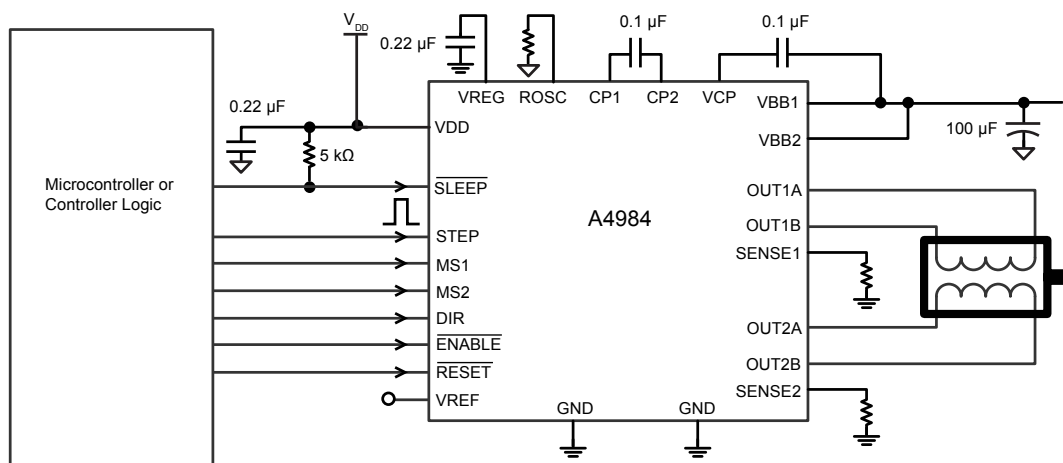 V_DD
0.22 µF
0.1 µF
0.1 µF
0.22 µF
VREG
ROSC
CP1
CP2
VCP
VBB1
VDD
5 kΩ
100 µF
VBB2
Microcontroller or
Controller Logic
SLEEP
OUT1A
A4984
STEP
OUT1B
MS1
SENSE1
MS2
DIR
OUT2A
ENABLE
RESET
OUT2B
VREF
SENSE2
GND
GND